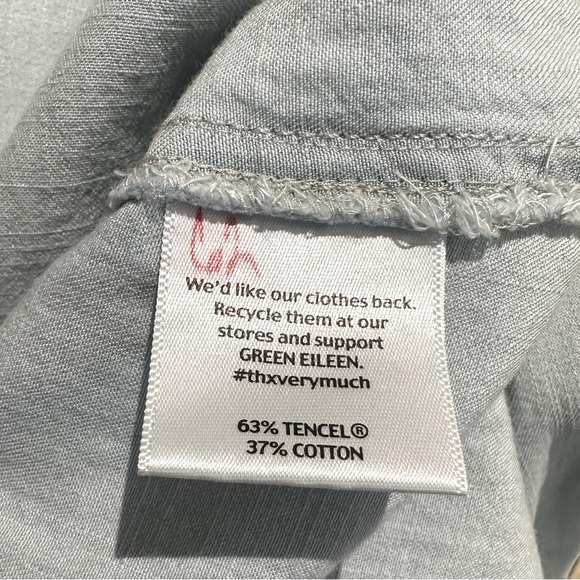 We'd like our clothes back.
Recycle them at our
stores and support
GREEN EILEEN.
#thxverymuch
63% TENCEL®
37% COTTON